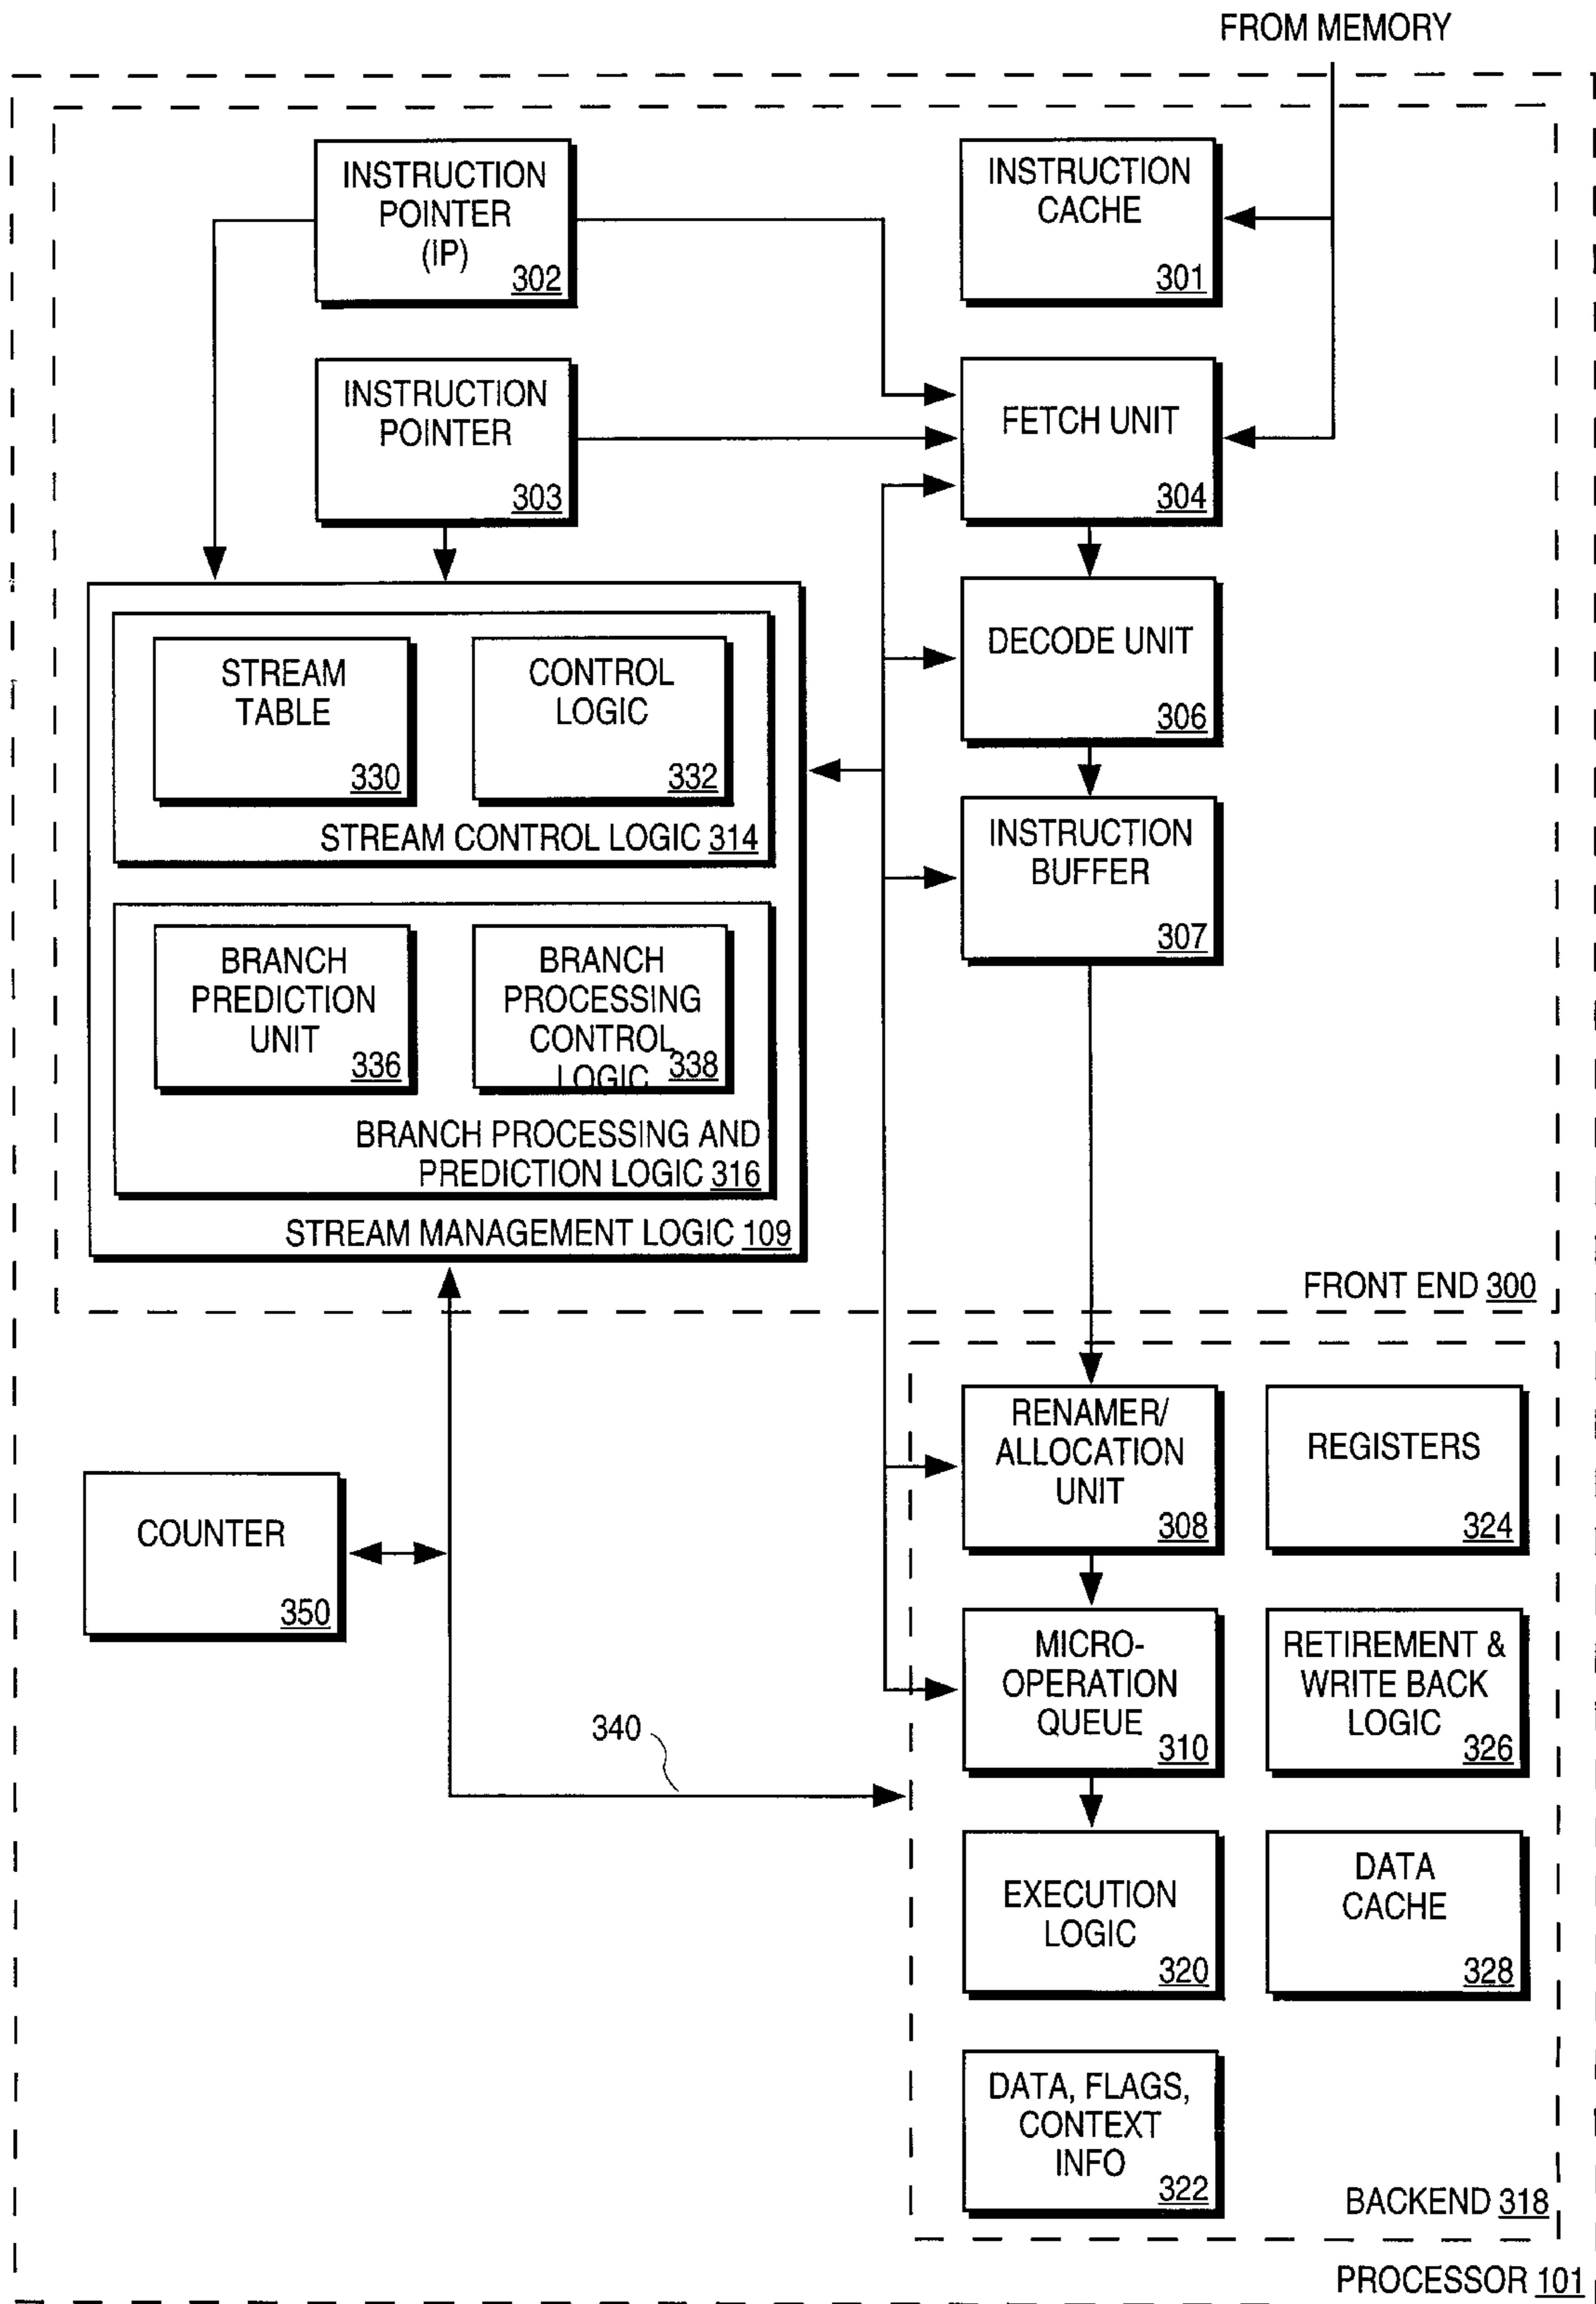 FROM MEMORY
INSTRUCTION
POINTER
(IP)
302
INSTRUCTION
CACHE
301
INSTRUCTION
POINTER
303
FETCH UNIT
304
STREAM
TABLE
330
CONTROL
LOGIC
332
STREAM CONTROL LOGIC 314
DECODE UNIT
306
INSTRUCTION
BUFFER
307
BRANCH
PREDICTION
UNIT
336
BRANCH
PROCESSING
CONTROL
LOGIC
338
BRANCH PROCESSING AND
PREDICTION LOGIC 316
STREAM MANAGEMENT LOGIC 109
FRONT END 300
RENAMER/
ALLOCATION
UNIT
308
REGISTERS
324
COUNTER
350
MICRO-
OPERATION
QUEUE
310
RETIREMENT &
WRITE BACK
LOGIC
326
340
EXECUTION
LOGIC
320
DATA
CACHE
328
DATA, FLAGS,
CONTEXT
INFO
322
BACKEND 318
PROCESSOR 101